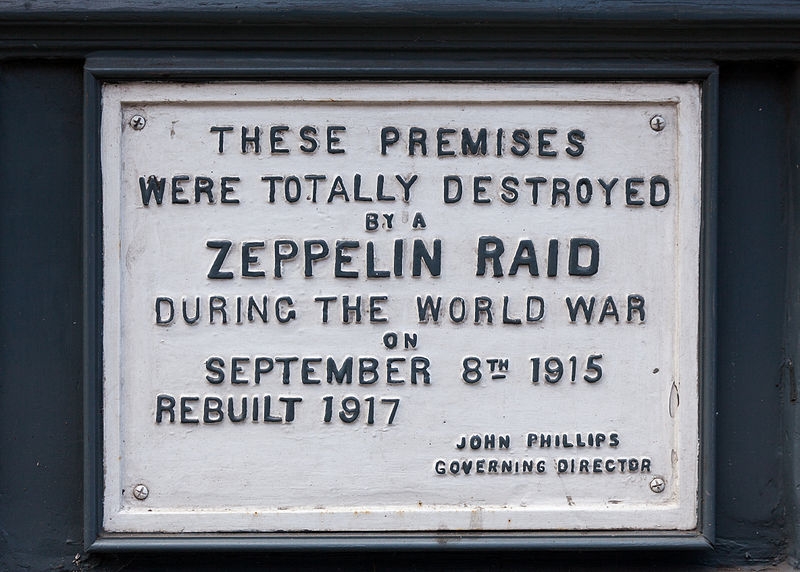 THESE PREMISES
WERE TOTALLY DESTROYED
BY A
ZEPPELIN RAID
DURING THE WORLD WAR
ON
SEPTEMBER 8TH 1915
REBUILT 1917
JOHN PHILLIPS
GOVERNING DIRECTOR